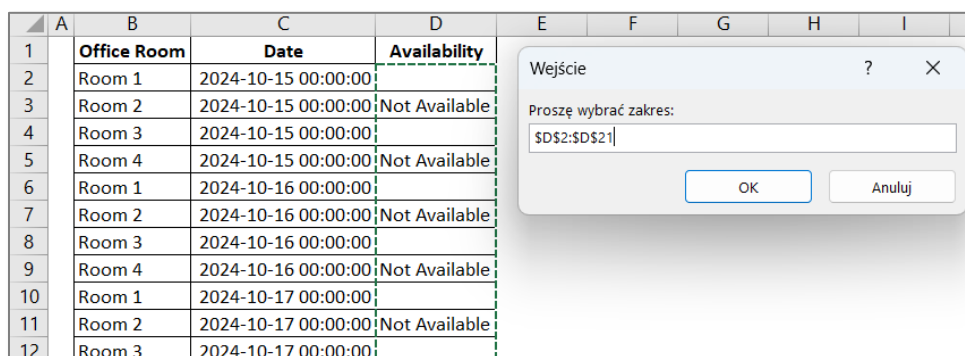 A B C D E F G H I
1 Office Room Date Availability
2 Room 1 2024-10-15 00:00:00
3 Room 2 2024-10-15 00:00:00 Not Available
4 Room 3 2024-10-15 00:00:00
5 Room 4 2024-10-15 00:00:00 Not Available
6 Room 1 2024-10-16 00:00:00
7 Room 2 2024-10-16 00:00:00 Not Available
8 Room 3 2024-10-16 00:00:00
9 Room 4 2024-10-16 00:00:00 Not Available
10 Room 1 2024-10-17 00:00:00
11 Room 2 2024-10-17 00:00:00 Not Available
12 Room 3 2024-10-17 00:00:00
Wejście ?
Proszę wybrać zakres:
$D$2:$D$21
OK Anuluj